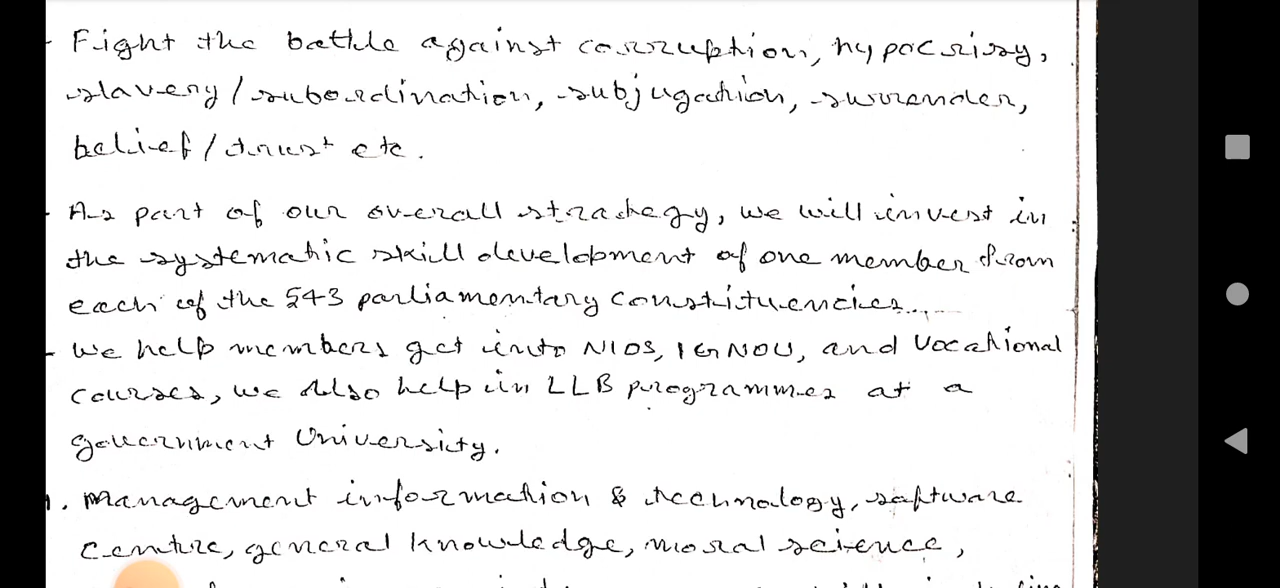 - Fight the battle against corruption, hypocrisy,
slavery/subordination, subjugation, surrender,
belief/trust etc.
- As part of our overall strategy, we will invest in
the systematic skill development of one member from
each of the 543 parliamentary constituencies....
- We help members get into NIOS, IGNOU, and Vocational
courses, we also help in LLB programmes at a
government University.
1. Management information & technology, software
centre, general knowledge, moral science,